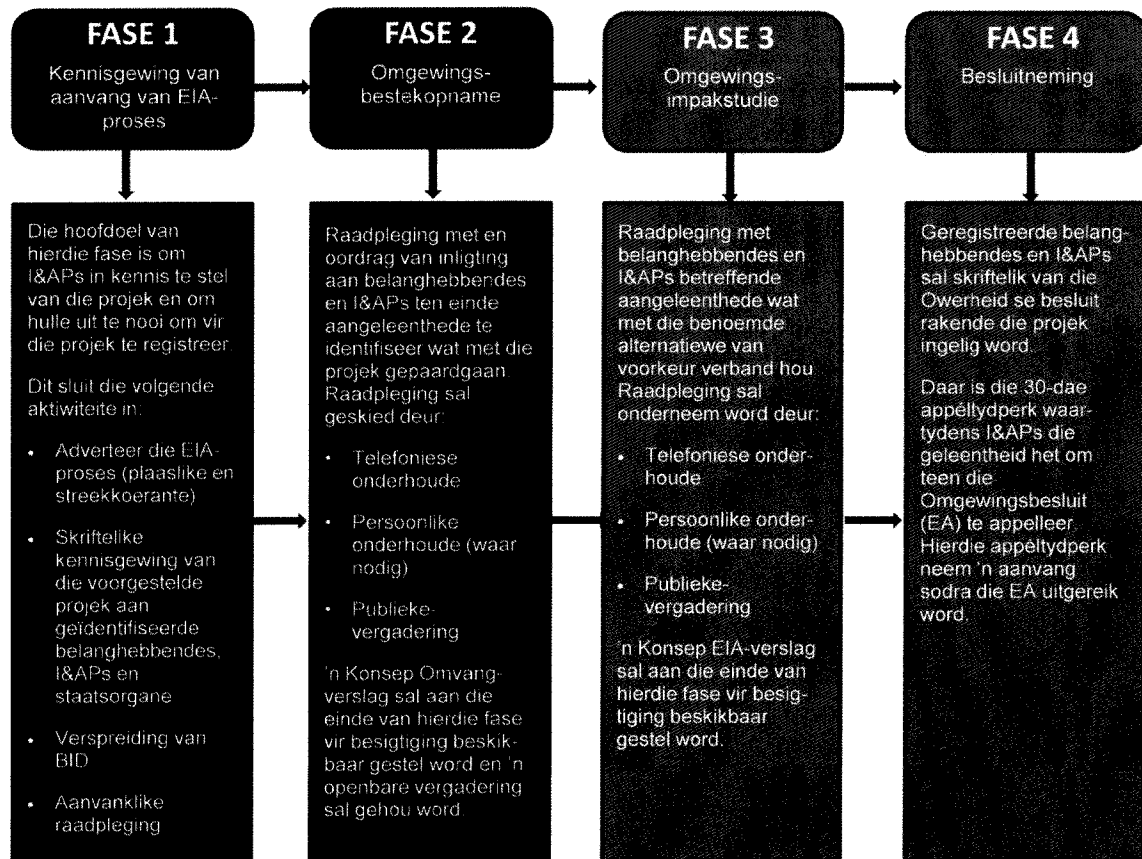 FASE 1
Kennisgewing van
aanvang van EIA-
proses
FASE 2
Omgewings-
bestekopname
FASE 3
Omgewings-
impakstudie
FASE 4
Besluitneming
Die hoofdoel van
hierdie fase is om
I&APs in kennis te stel
van die projek en om
hulle uit te nooi om vir
die projek te registreer.
Dit sluit die volgende
aktiwiteite in:
• Adverteer die EIA-
proses (plaaslike en
streekkoerante)
• Skriftelike
kennisgewing van
die voorgestelde
projek aan
geïdentifiseerde
belanghebbendes,
I&APs en
staatsorgane
• Verspreiding van
BID
• Aanvanklike
raadpleging
Raadpleging met en
oordrag van inligting
aan belanghebbendes
en I&APs ten einde
aangeleenthede te
identifiseer wat met die
projek gepaardgaan.
Raadpleging sal
geskied deur:
• Telefoniese
onderhoude
• Persoonlike
onderhoude (waar
nodig)
• Publieke-
vergadering
'n Konsep Omvang-
verslag sal aan die
einde van hierdie fase
vir besigtiging beskik-
baar gestel word en 'n
openbare vergadering
sal gehou word.
Raadpleging met
belanghebbendes en
I&APs betreffende
aangeleenthede wat
met die benoemde
alternatiewe van
voorkeur verband hou
Raadpleging sal
onderneem word deur:
• Telefoniese onder-
houde
• Persoonlike onder-
houde (waar nodig)
• Publieke-
vergadering
'n Konsep EIA-verslag
sal aan die einde van
hierdie fase vir besig-
tiging beskikbaar
gestel word.
Geregistreerde belang-
hebbendes en I&APs
sal skriftelik van die
Owerheid se besluit
rakende die projek
ingelig word.
Daar is die 30-dae
appéltydperk waar-
tydens I&APs die
geleentheid het om
teen die
Omgewingsbesluit
(EA) te appelleer.
Hierdie appéltydperk
neem 'n aanvang
sodra die EA uitgereik
word.